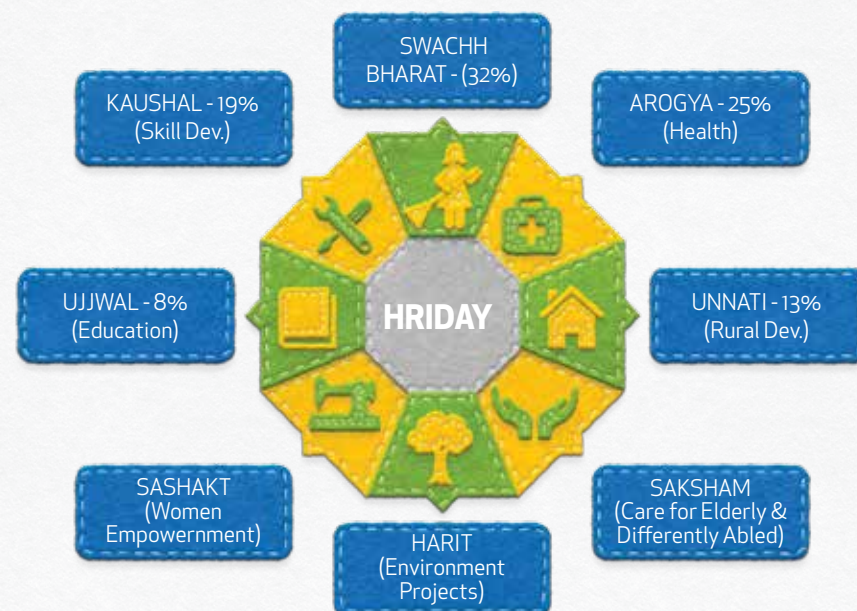 SWACHH
BHARAT - (32%)
KAUSHAL - 19%
(Skill Dev.)
AROGYA - 25%
(Health)
UJJWAL - 8%
(Education)
HRIDAY
UNNATI - 13%
(Rural Dev.)
SASHAKT
(Women
Empowernment)
HARIT
(Environment
Projects)
SAKSHAM
(Care for Elderly &
Differently Abled)